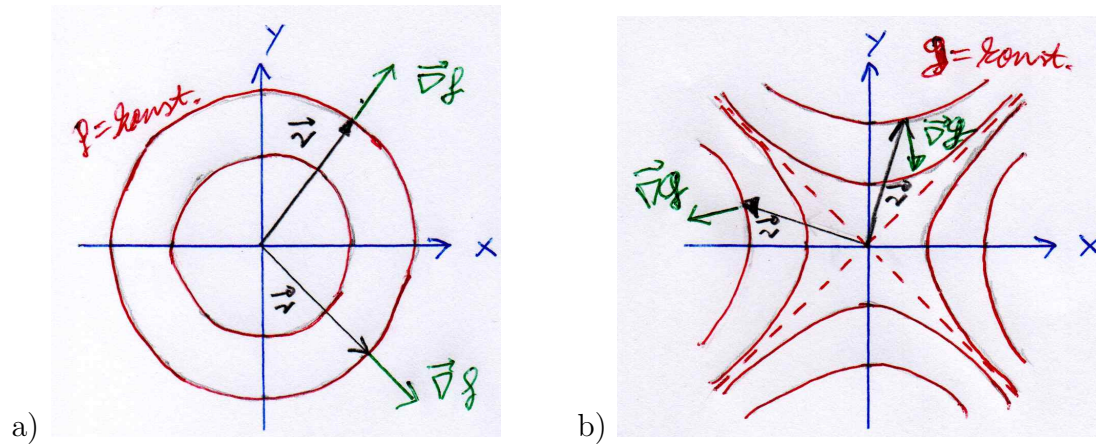 Y
f = konst.
∇⃗f
r⃗
X
r⃗
∇⃗f
a)
Y
g = konst.
∇⃗g
r⃗
∇⃗g
r⃗
X
b)